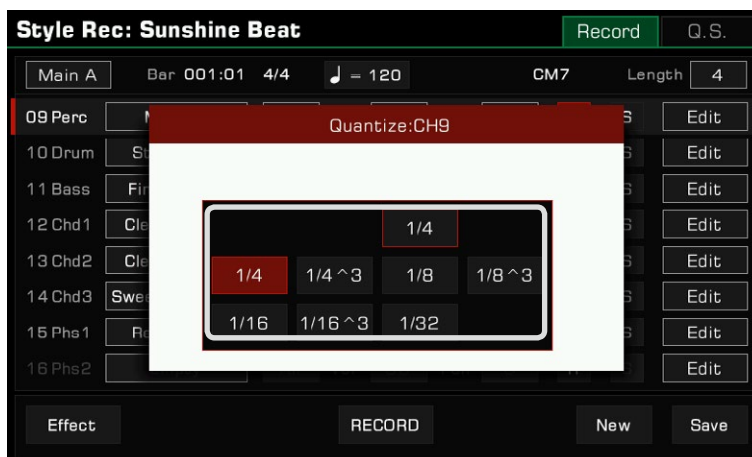 Style Rec: Sunshine Beat Record Q.S.
Main A Bar 001:01 4/4 ♩ = 120 CM7 Length 4
09 Perc Edit
Quantize:CH9
10 Drum Edit
11 Bass Edit
12 Chd1 Edit
1/4
13 Chd2 Edit
1/4 1/4^3 1/8 1/8^3
14 Chd3 Edit
1/16 1/16^3 1/32
15 Phs1 Edit
16 Phs2 Edit
Effect RECORD New Save